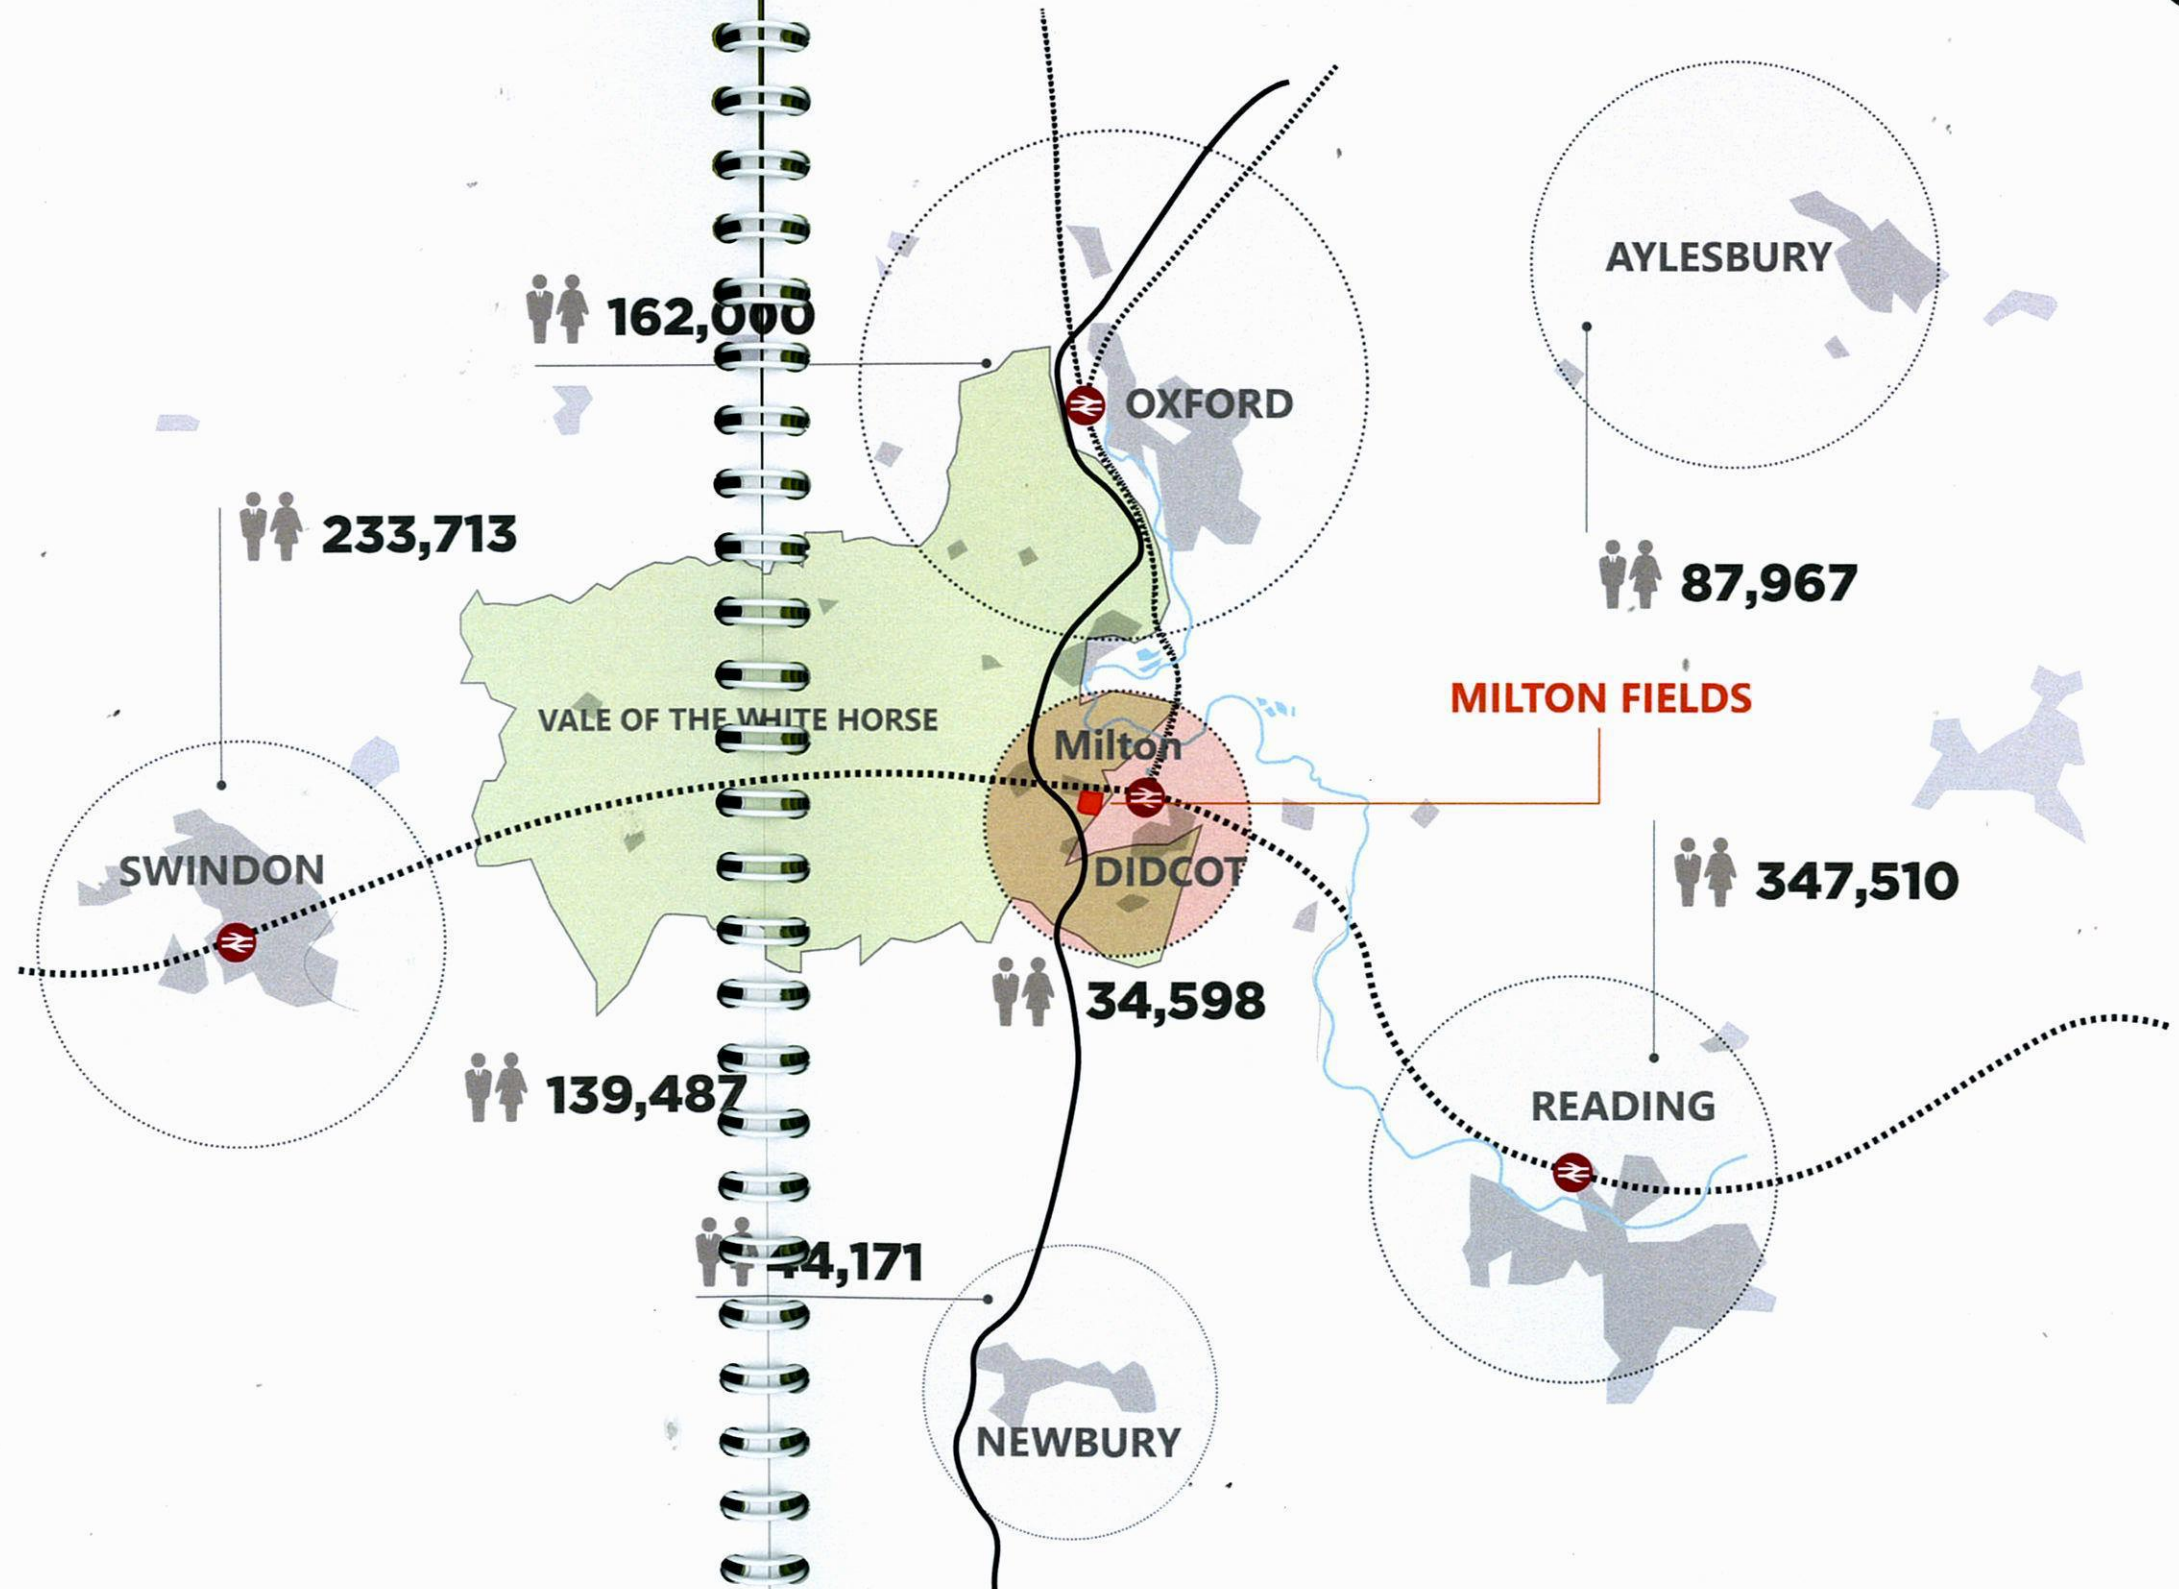 AYLESBURY
162,000
OXFORD
233,713
87,967
MILTON FIELDS
VALE OF THE WHITE HORSE
Milton
SWINDON
DIDCOT
347,510
34,598
139,487
READING
44,171
NEWBURY